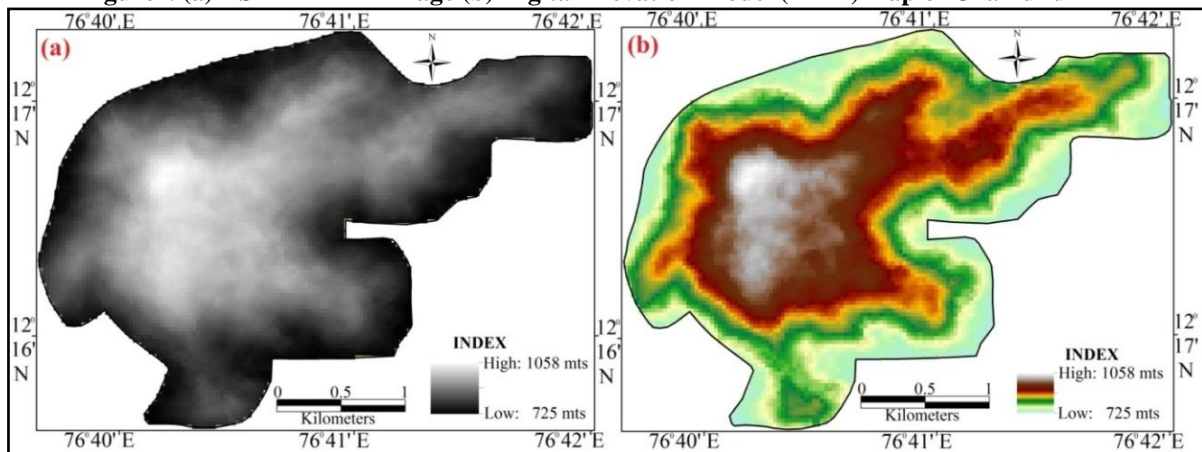 76°40'.E 76°41'.E 76°42'.E 76°40'.E 76°41'.E 76°42'.E
(a) N (b) N
12° 17' N 12° 17' N
12° 16' N 12° 17' N
INDEX
High: 1058 mts
Low: 725 mts
0 0.5 1
Kilometers
INDEX
High: 1058 mts
Low: 725 mts
0 0.5 1
Kilometers
76°40'E 76°41'E 76°42'E 76°40'E 76°41'E 76°42'E